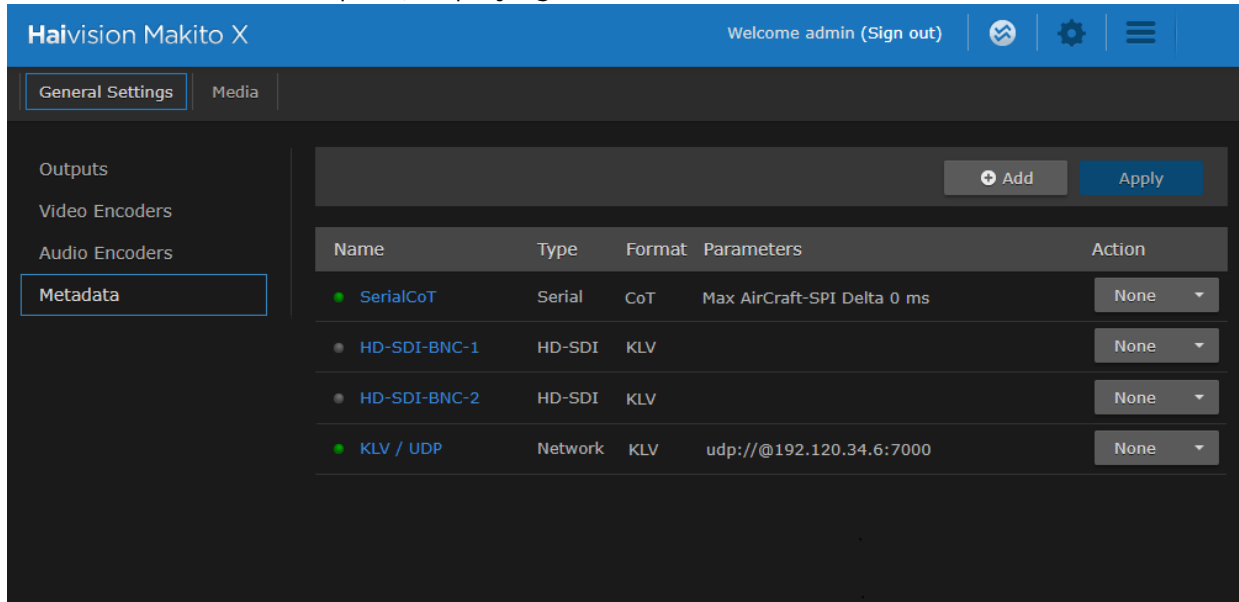 Haivision Makito X
Welcome admin (Sign out)
General Settings Media
Outputs
Video Encoders
Audio Encoders
Metadata
Add Apply
Name Type Format Parameters Action
SerialCoT Serial CoT Max AirCraft-SPI Delta 0 ms None
HD-SDI-BNC-1 HD-SDI KLV None
HD-SDI-BNC-2 HD-SDI KLV None
KLV / UDP Network KLV udp://@192.120.34.6:7000 None